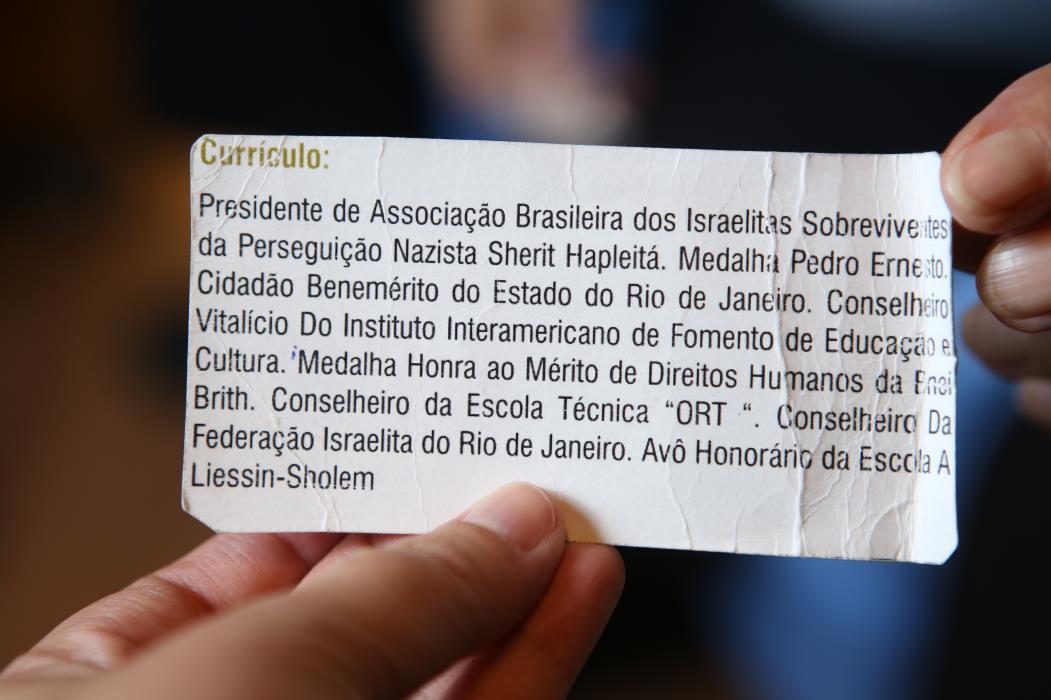 Currículo:
Presidente de Associação Brasileira dos Israelitas Sobreviventes
da Perseguição Nazista Sherit Hapleitá. Medalha Pedro Ernesto.
Cidadão Benemérito do Estado do Rio de Janeiro. Conselheiro
Vitalício Do Instituto Interamericano de Fomento de Educação e
Cultura. Medalha Honra ao Mérito de Direitos Humanos da Bnei
Brith. Conselheiro da Escola Técnica “ORT “. Conselheiro Da
Federação Israelita do Rio de Janeiro. Avô Honorário da Escola A
Liessin-Sholem